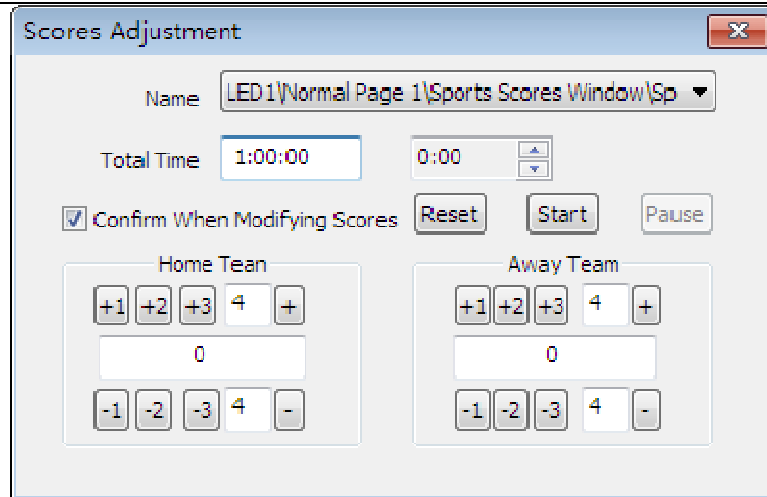 Scores Adjustment
Name LED1\Normal Page 1\Sports Scores Window\Sp
Total Time 1:00:00 0:00
Confirm When Modifying Scores Reset Start Pause
Home Tean Away Team
+1 +2 +3 4 + +1 +2 +3 4 +
0 0
-1 -2 -3 4 - -1 -2 -3 4 -